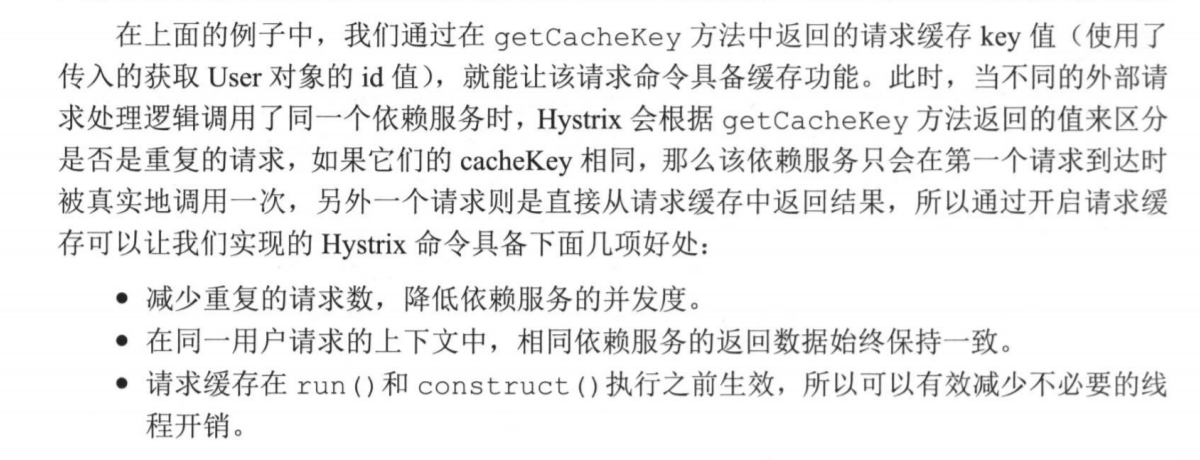 在上面的例子中，我们通过在 getCacheKey 方法中返回的请求缓存 key 值（使用了
传入的获取 User 对象的 id 值），就能让该请求命令具备缓存功能。此时，当不同的外部请
求处理逻辑调用了同一个依赖服务时，Hystrix 会根据 getCacheKey 方法返回的值来区分
是否是重复的请求，如果它们的 cacheKey 相同，那么该依赖服务只会在第一个请求到达时
被真实地调用一次，另外一个请求则是直接从请求缓存中返回结果，所以通过开启请求缓
存可以让我们实现的 Hystrix 命令具备下面几项好处：
● 减少重复的请求数，降低依赖服务的并发度。
● 在同一用户请求的上下文中，相同依赖服务的返回数据始终保持一致。
● 请求缓存在 run()和 construct()执行之前生效，所以可以有效减少不必要的线
程开销。